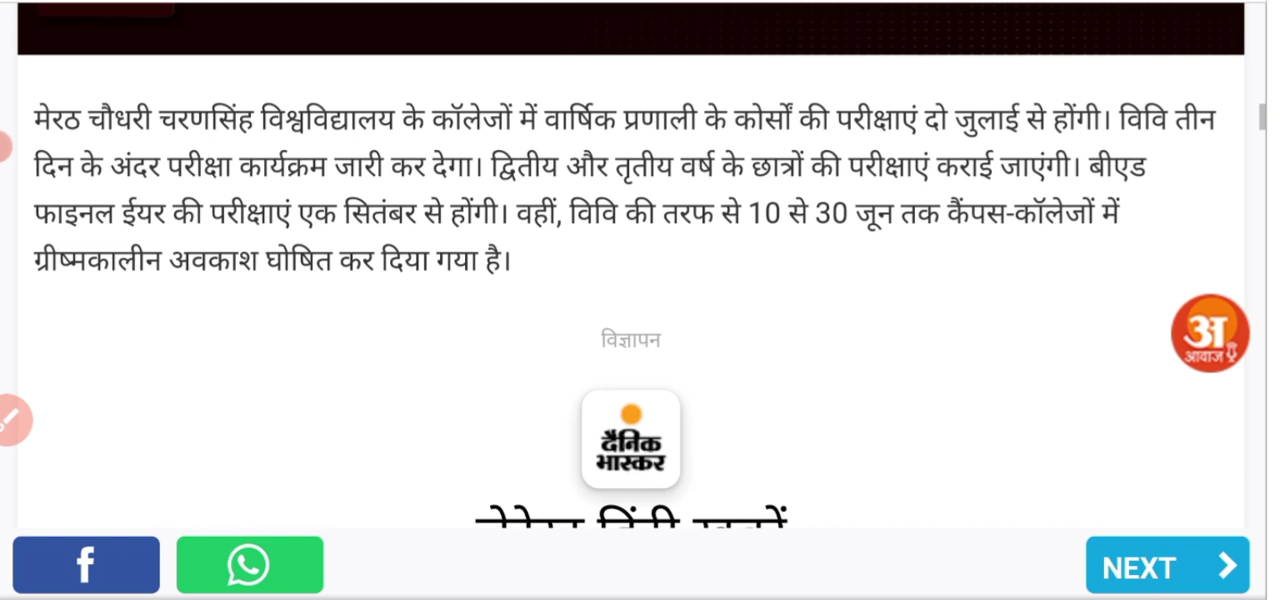 मेरठ चौधरी चरणसिंह विश्वविद्यालय के कॉलेजों में वार्षिक प्रणाली के कोर्सों की परीक्षाएं दो जुलाई से होंगी। विवि तीन
दिन के अंदर परीक्षा कार्यक्रम जारी कर देगा। द्वितीय और तृतीय वर्ष के छात्रों की परीक्षाएं कराई जाएंगी। बीएड
फाइनल ईयर की परीक्षाएं एक सितंबर से होंगी। वहीं, विवि की तरफ से 10 से 30 जून तक कैंपस-कॉलेजों में
ग्रीष्मकालीन अवकाश घोषित कर दिया गया है।
विज्ञापन
अ
आवाज
दैनिक
भास्कर
f
NEXT